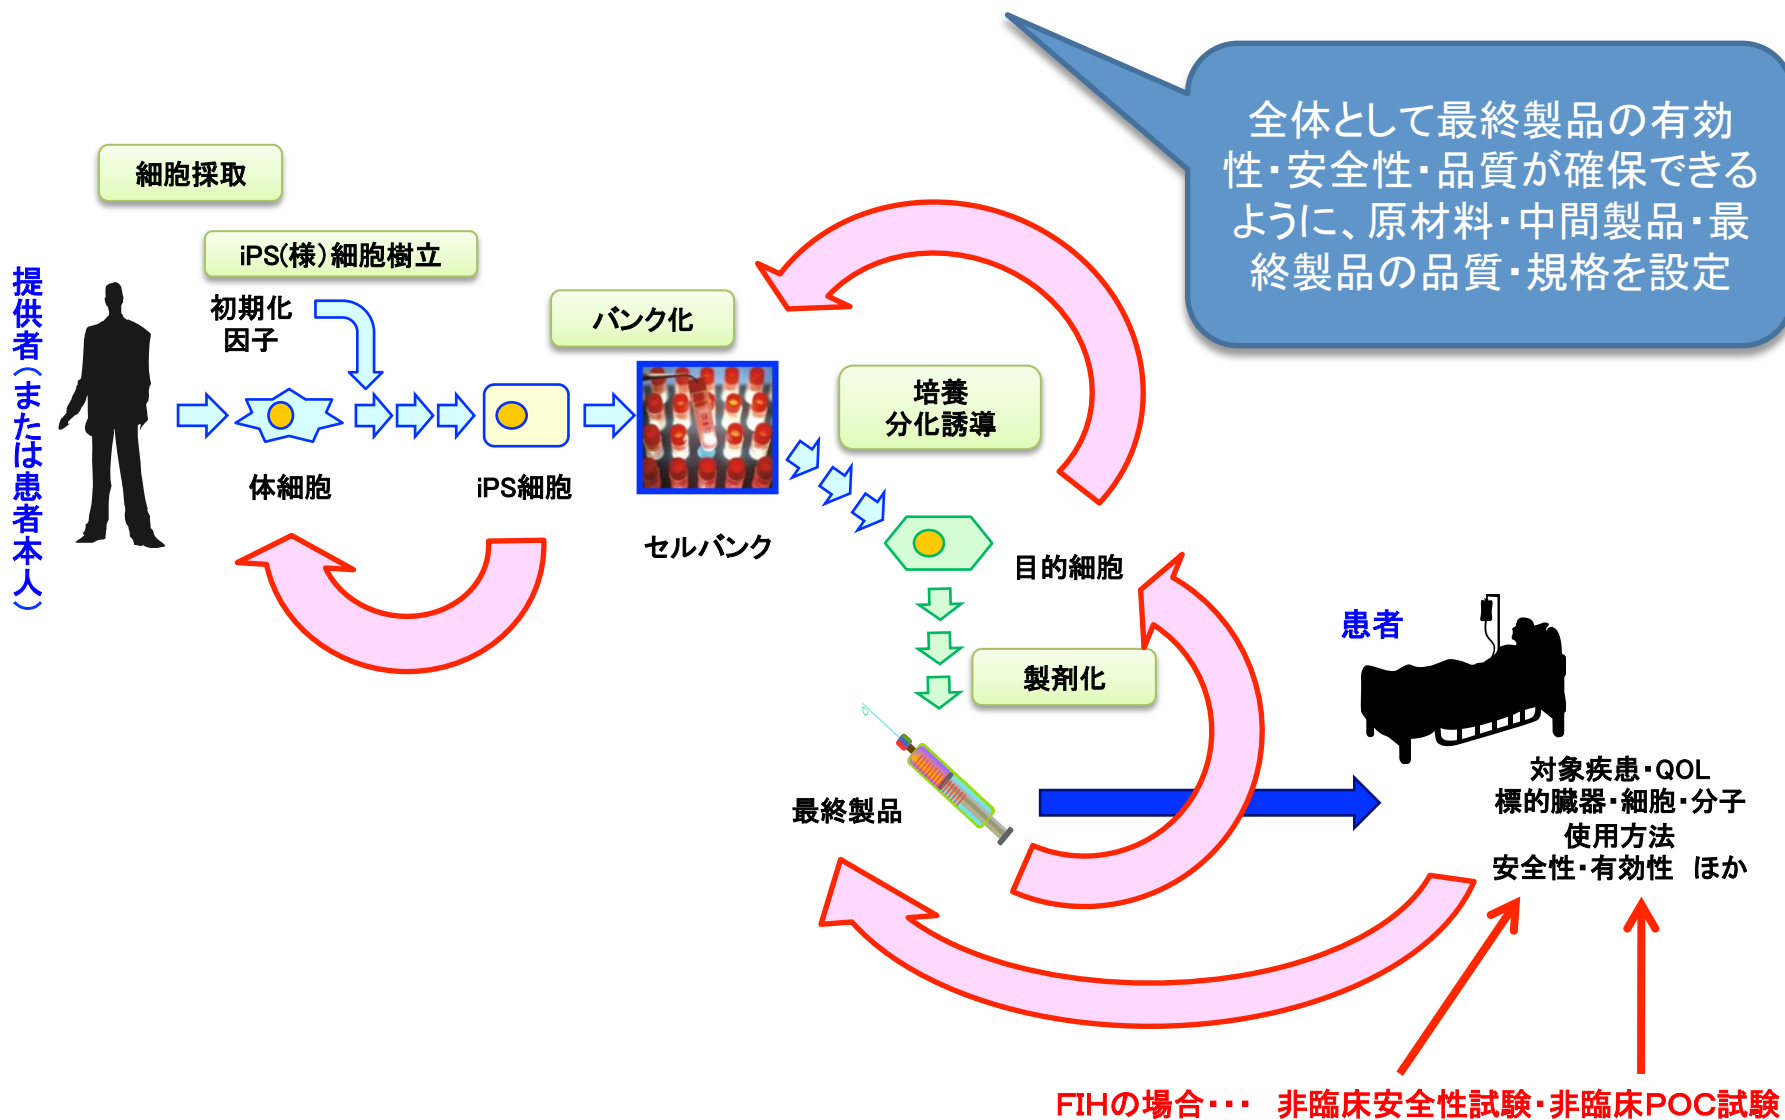 全体として最終製品の有効
性・安全性・品質が確保できる
ように、原材料・中間製品・最
終製品の品質・規格を設定
細胞採取
iPS(様)細胞樹立
提供者(または患者本人)
初期化
因子
バンク化
培養
分化誘導
体細胞
iPS細胞
セルバンク
目的細胞
患者
製剤化
最終製品
対象疾患・QOL
標的臓器・細胞・分子
使用方法
安全性・有効性　ほか
FIHの場合・・・　非臨床安全性試験・非臨床POC試験